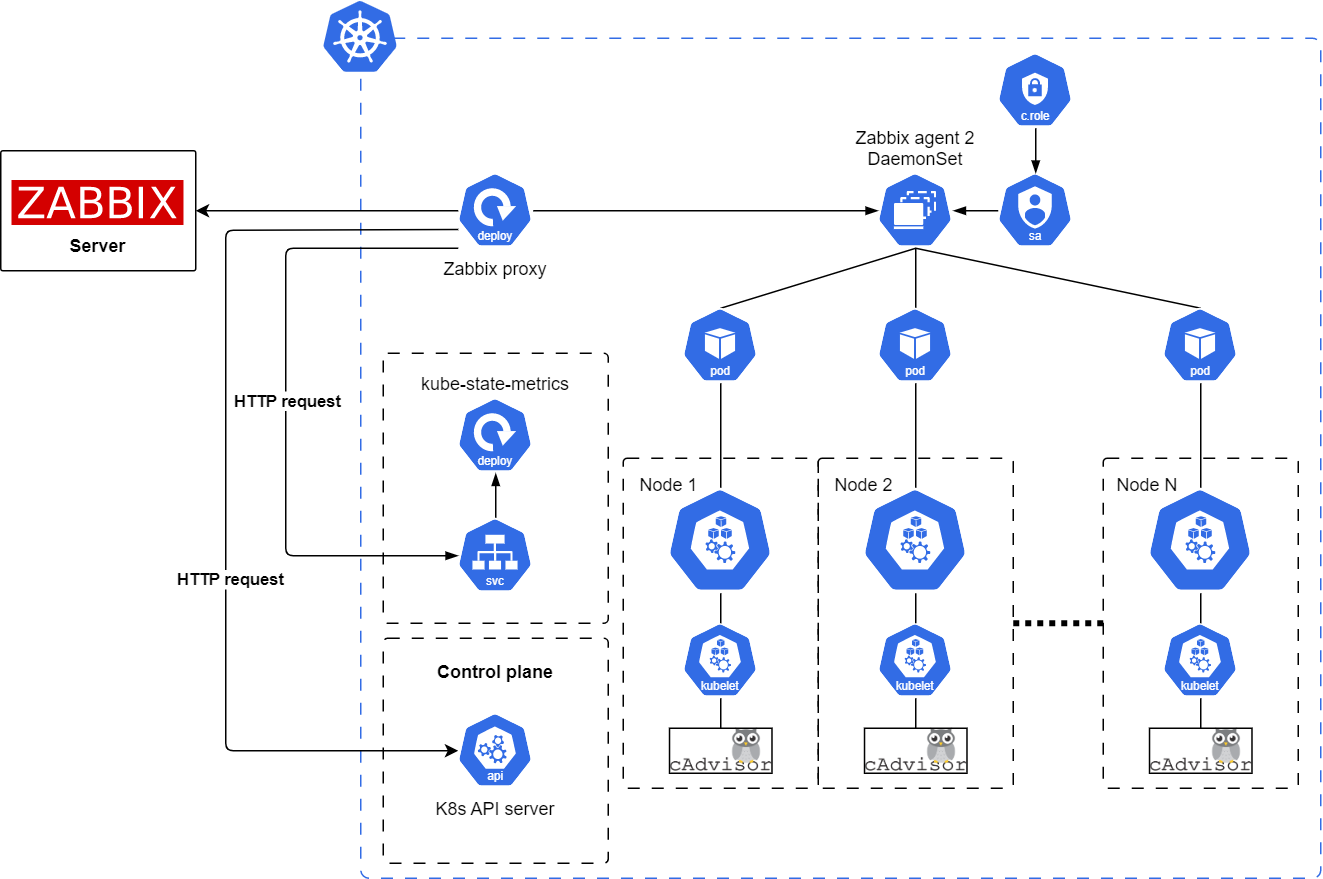 c.role
Zabbix agent 2
DaemonSet
ZABBIX
Server
deploy
Zabbix proxy
sa
pod
pod
pod
kube-state-metrics
HTTP request
deploy
Node 1
Node 2
Node N
svc
HTTP request
Control plane
kubelet
kubelet
kubelet
cAdvisor
cAdvisor
cAdvisor
api
K8s API server